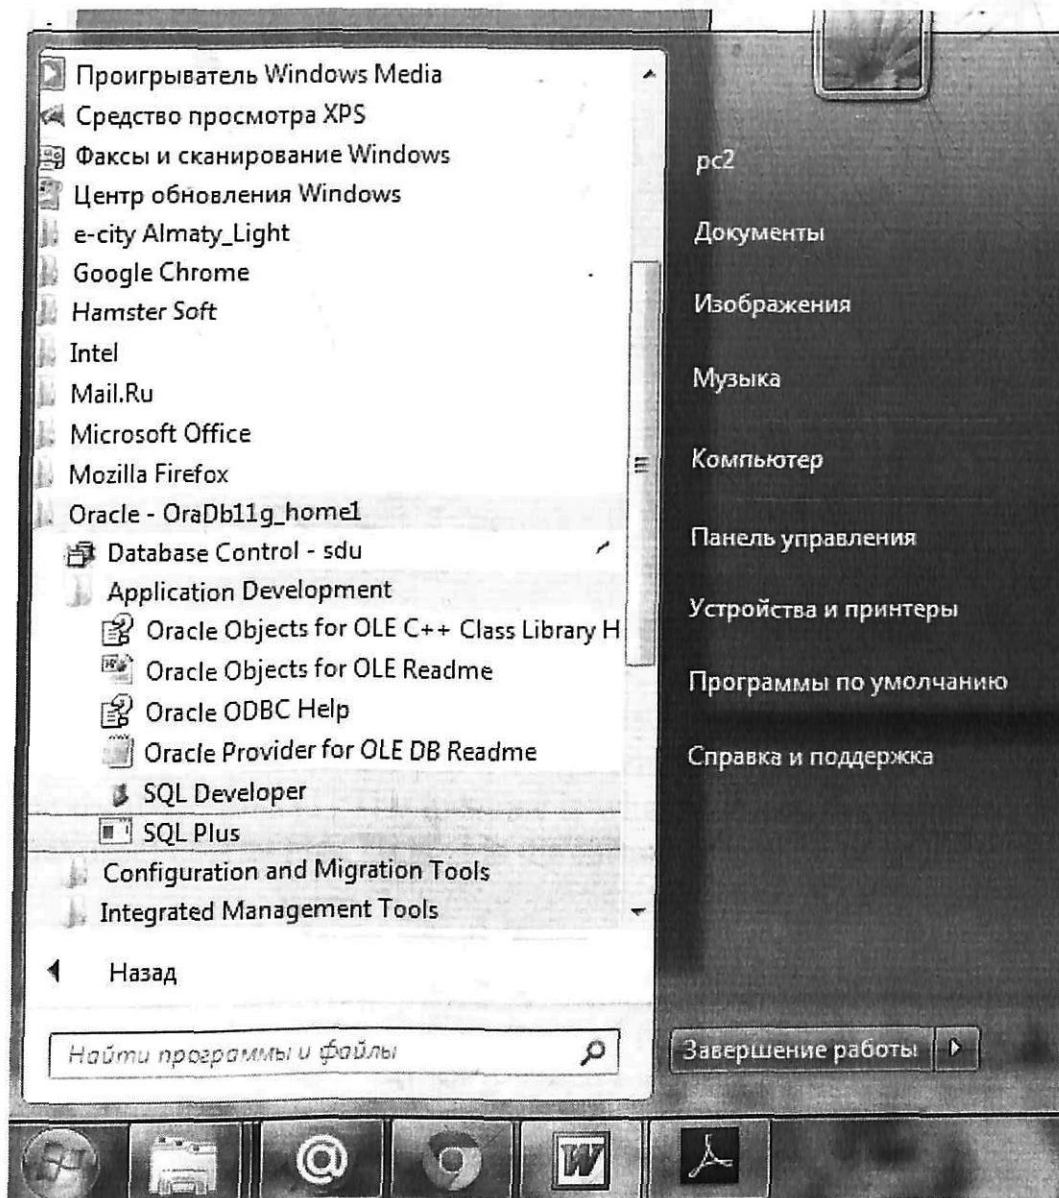 Проигрыватель Windows Media
Средство просмотра XPS
Факсы и сканирование Windows
Центр обновления Windows
e-city Almaty_Light
Google Chrome
Hamster Soft
Intel
Mail.Ru
Microsoft Office
Mozilla Firefox
Oracle - OraDb11g_home1
Database Control - sdu
Application Development
Oracle Objects for OLE C++ Class Library H
Oracle Objects for OLE Readme
Oracle ODBC Help
Oracle Provider for OLE DB Readme
SQL Developer
SQL Plus
Configuration and Migration Tools
Integrated Management Tools
Назад
Найти программы и файлы
pc2
Документы
Изображения
Музыка
Компьютер
Панель управления
Устройства и принтеры
Программы по умолчанию
Справка и поддержка
Завершение работы